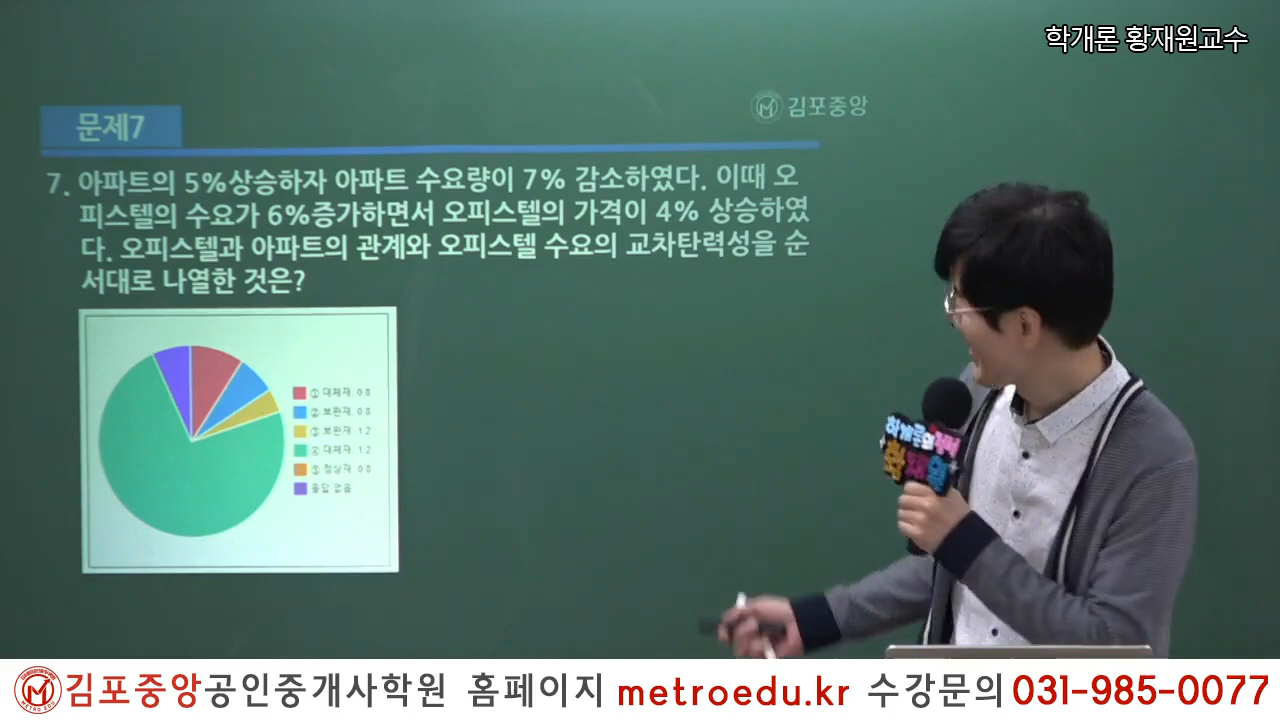 학개론 황재원교수
김포중앙
문제7
7. 아파트의 5%상승하자 아파트 수요량이 7% 감소하였다. 이때 오
피스텔의 수요가 6%증가하면서 오피스텔의 가격이 4% 상승하였
다. 오피스텔과 아파트의 관계와 오피스텔 수요의 교차탄력성을 순
서대로 나열한 것은?
① 대체재, 0.8
② 보완재, 0.8
③ 보완재, 1.2
④ 대체재, 1.2
⑤ 정상재, 0.8
응답 없음
학개론의
김포중앙공인중개사학원 홈페이지 metroedu.kr 수강문의 031-985-0077